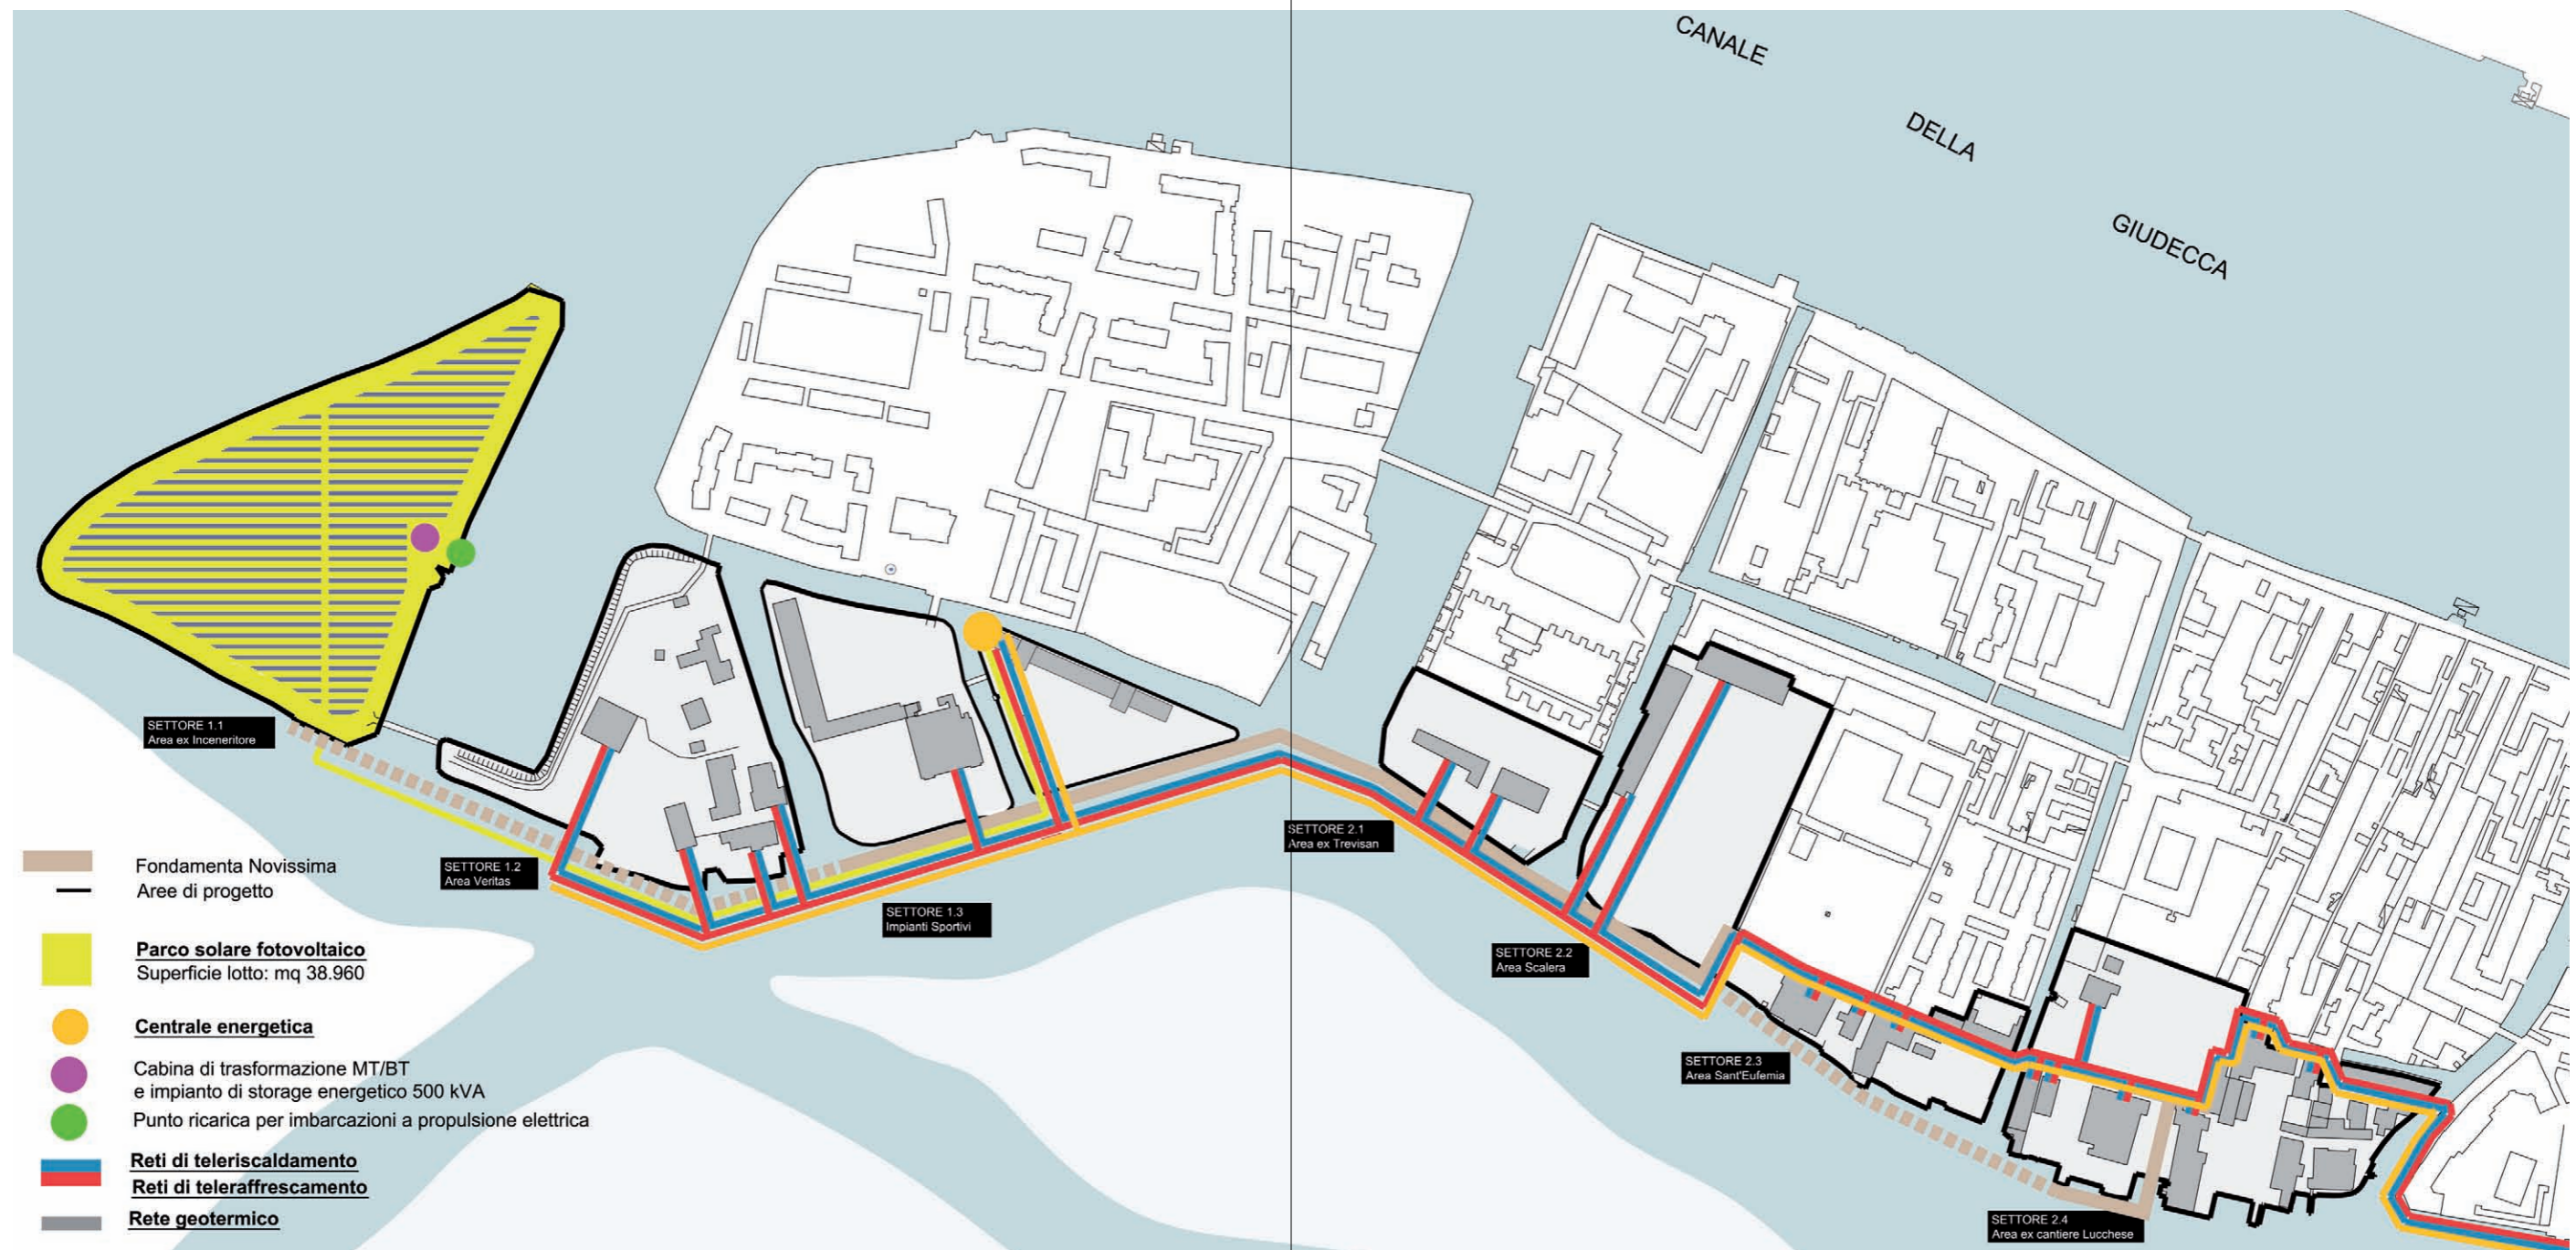 CANALE
DELLA
GIUDECCA
SETTORE 1.1
Area ex Inceneritore
SETTORE 1.2
Area Veritas
SETTORE 1.3
Impianti Sportivi
SETTORE 2.1
Area ex Trevisan
SETTORE 2.2
Area Scalera
SETTORE 2.3
Area Sant'Eufemia
SETTORE 2.4
Area ex cantiere Lucchese
Fondamenta Novissima
Aree di progetto
Parco solare fotovoltaico
Superficie lotto: mq 38.960
Centrale energetica
Cabina di trasformazione MT/BT
e impianto di storage energetico 500 kVA
Punto ricarica per imbarcazioni a propulsione elettrica
Reti di teleriscaldamento
Reti di teleraffrescamento
Rete geotermico